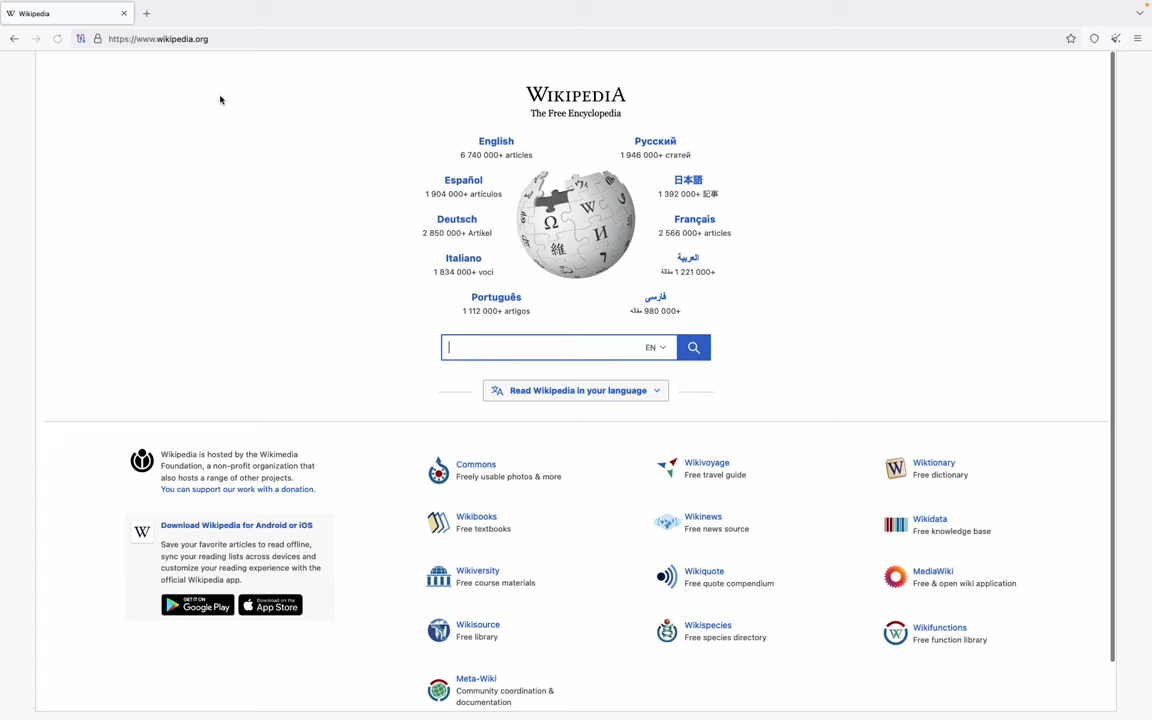 Wikipedia
https://www.wikipedia.org
WIKIPEDIA
The Free Encyclopedia
English
6 740 000+ articles
Русский
1 946 000+ статей
Español
1 904 000+ artículos
日本語
1 392 000+ 記事
Deutsch
2 850 000+ Artikel
Français
2 566 000+ articles
Italiano
1 834 000+ voci
العربية
1 221 000+ مقالة
Português
1 112 000+ artigos
فارسی
980 000+ مقاله
EN
Read Wikipedia in your language
Wikipedia is hosted by the Wikimedia
Foundation, a non-profit organization that
also hosts a range of other projects.
You can support our work with a donation.
Download Wikipedia for Android or iOS
Save your favorite articles to read offline,
sync your reading lists across devices and
customize your reading experience with the
official Wikipedia app.
GET IT ON
Google Play
Download on the
App Store
Commons
Freely usable photos & more
Wikivoyage
Free travel guide
Wiktionary
Free dictionary
Wikibooks
Free textbooks
Wikinews
Free news source
Wikidata
Free knowledge base
Wikiversity
Free course materials
Wikiquote
Free quote compendium
MediaWiki
Free & open wiki application
Wikisource
Free library
Wikispecies
Free species directory
Wikifunctions
Free function library
Meta-Wiki
Community coordination &
documentation